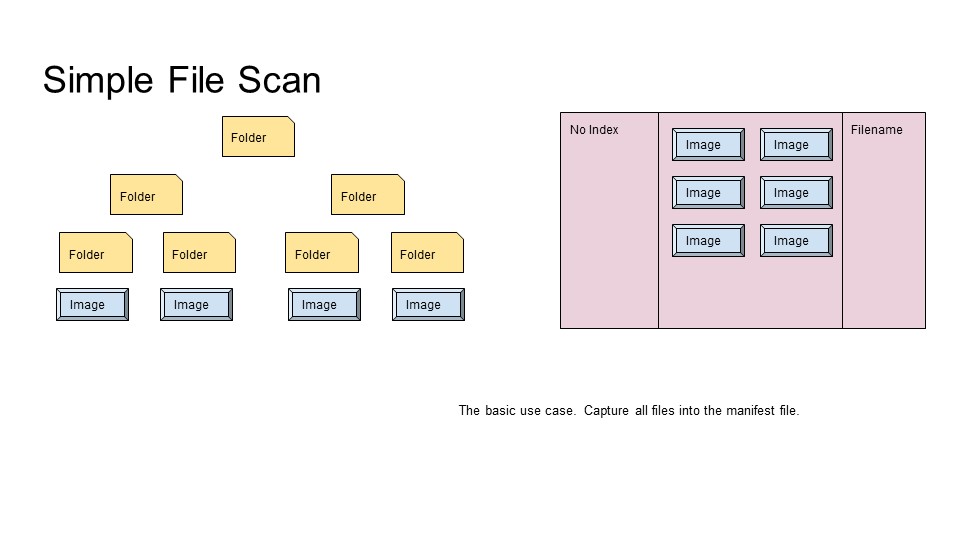 Simple File Scan
Folder
Folder
Folder
Folder
Folder
Folder
Folder
Image
Image
Image
Image
No Index
Image
Image
Filename
Image
Image
Image
Image
The basic use case. Capture all files into the manifest file.